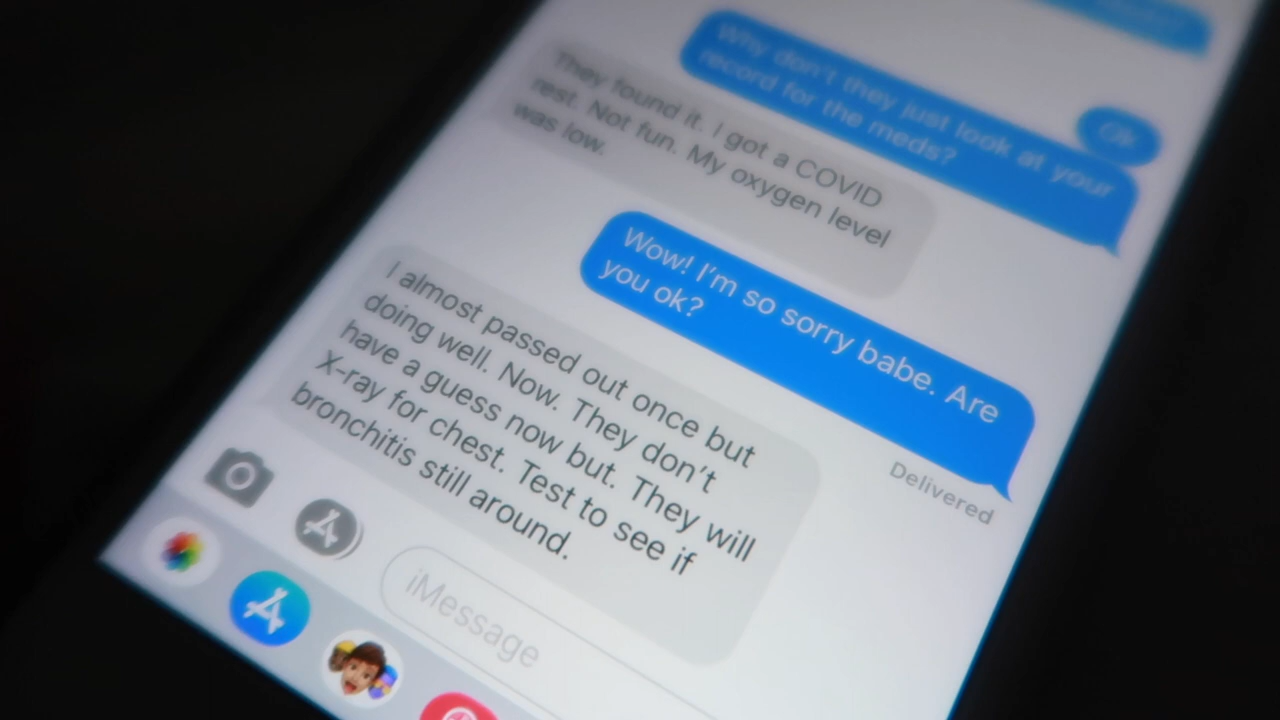 Ok
Why don't they just look at your
record for the meds?
They found it. I got a COVID
rest. Not fun. My oxygen level
was low.
Wow! I'm so sorry babe. Are
you ok?
Delivered
I almost passed out once but
doing well. Now. They don't
have a guess now but. They will
X-ray for chest. Test to see if
bronchitis still around.
iMessage